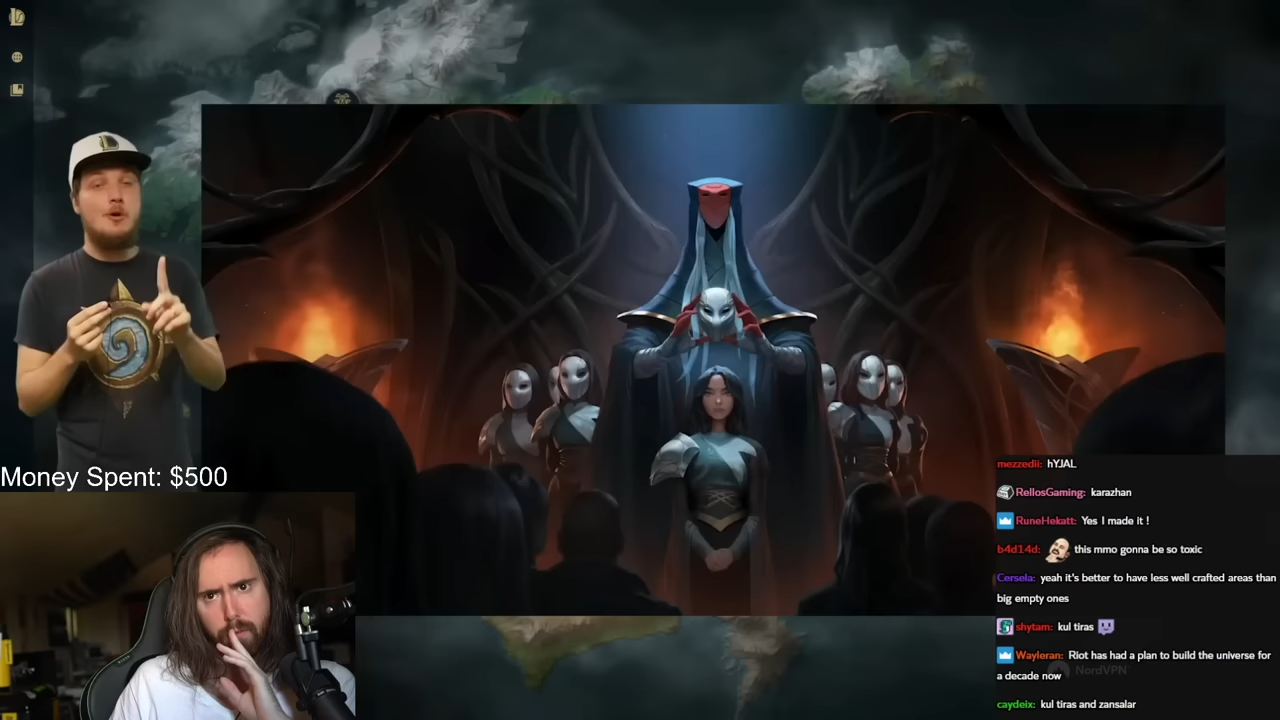 Money Spent: $500
mezzedii: hYJAL
RellosGaming: karazhan
RuneHekatt: Yes I made it !
b4d14d: this mmo gonna be so toxic
Cersela: yeah it's better to have less well crafted areas than
big empty ones
shytam: kul tiras
Wayleran: Riot has had a plan to build the universe for
a decade now
NordVPN
caydeix: kul tiras and zansalar